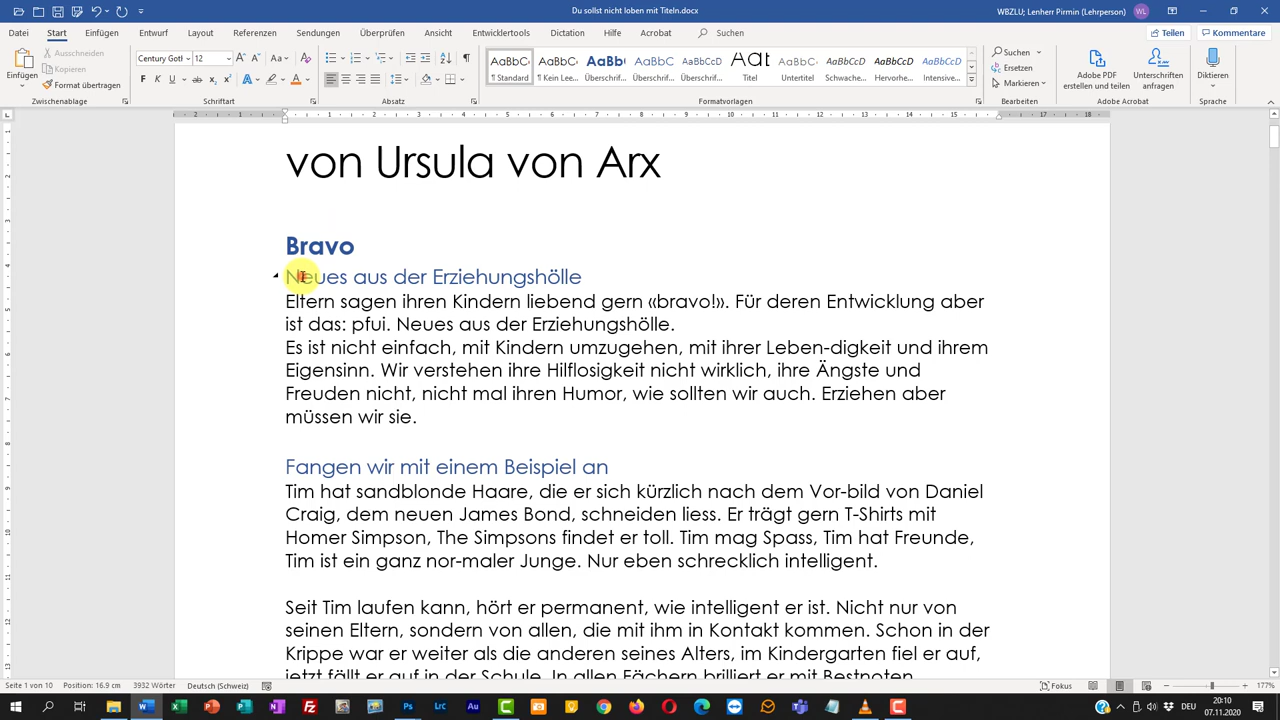 Du sollst nicht loben mit Titeln.docx
WBZLU; Lenherr Pirmin (Lehrperson)
WL
Datei Start Einfügen Entwurf Layout Referenzen Sendungen Überprüfen Ansicht Entwicklertools Dictation Hilfe Acrobat Suchen
Teilen Kommentare
Einfügen
Ausschneiden
Kopieren
Format übertragen
Zwischenablage
Century Gotl 12
Schriftart
Absatz
AaBbCc AaBbCc AaBb( AaBbC AaBbCcD AaBbCcD AaBbCcD AaBbCcD AaBbCcD
¶ Standard ¶ Kein Lee... Überschrif... Überschrif... Überschrif... Titel Untertitel Schwache... Hervorhe... Intensive...
Formatvorlagen
Suchen
Ersetzen
Markieren
Bearbeiten
Adobe PDF
erstellen und teilen
Unterschriften
anfragen
Adobe Acrobat
Diktieren
Sprache
von Ursula von Arx
Bravo
Neues aus der Erziehungshölle
Eltern sagen ihren Kindern liebend gern «bravo!». Für deren Entwicklung aber
ist das: pfui. Neues aus der Erziehungshölle.
Es ist nicht einfach, mit Kindern umzugehen, mit ihrer Leben-digkeit und ihrem
Eigensinn. Wir verstehen ihre Hilflosigkeit nicht wirklich, ihre Ängste und
Freuden nicht, nicht mal ihren Humor, wie sollten wir auch. Erziehen aber
müssen wir sie.
Fangen wir mit einem Beispiel an
Tim hat sandblonde Haare, die er sich kürzlich nach dem Vor-bild von Daniel
Craig, dem neuen James Bond, schneiden liess. Er trägt gern T-Shirts mit
Homer Simpson, The Simpsons findet er toll. Tim mag Spass, Tim hat Freunde,
Tim ist ein ganz nor-maler Junge. Nur eben schrecklich intelligent.
Seit Tim laufen kann, hört er permanent, wie intelligent er ist. Nicht nur von
seinen Eltern, sondern von allen, die mit ihm in Kontakt kommen. Schon in der
Krippe war er weiter als die anderen seines Alters, im Kindergarten fiel er auf,
jetzt fällt er auf in der Schule. In allen Fächern brilliert er mit Bestnoten
Seite 1 von 10 Position: 16.9 cm 3932 Wörter Deutsch (Schweiz)
Fokus
177%
DEU
20:10
07.11.2020